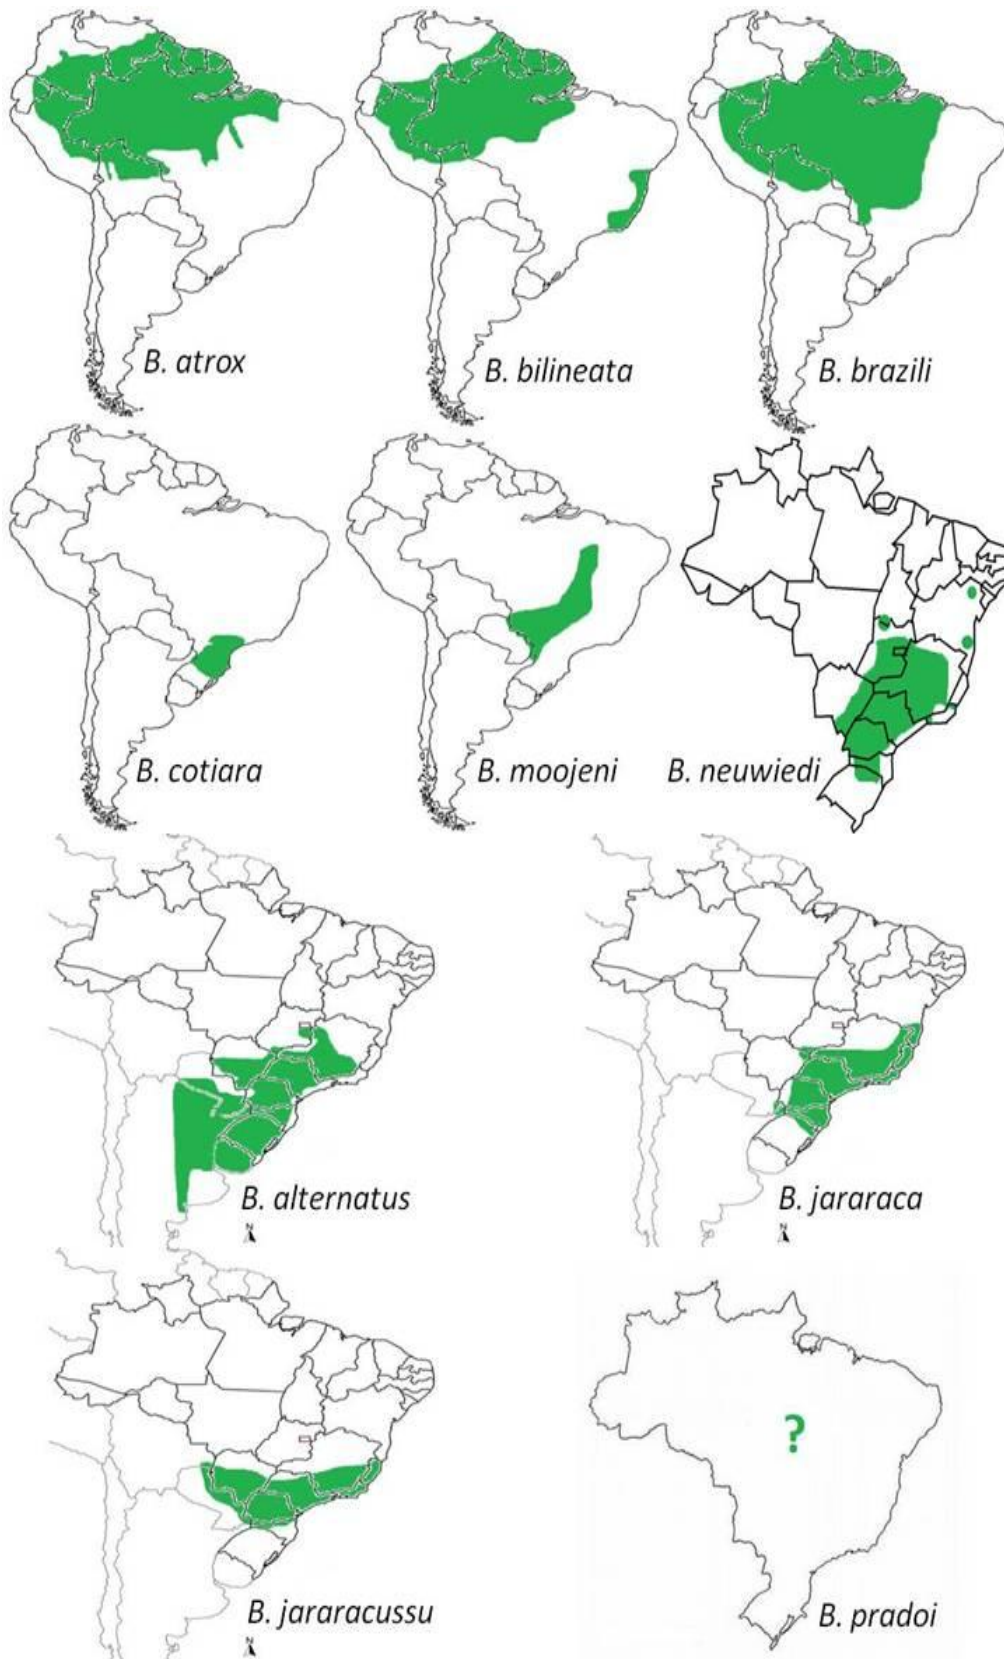 B. atrox
B. bilineata
B. brazili
B. cotiara
B. moojeni
B. neuwiedi
B. alternatus
N
B. jararaca
N
B. jararacussu
N
?
B. pradoi